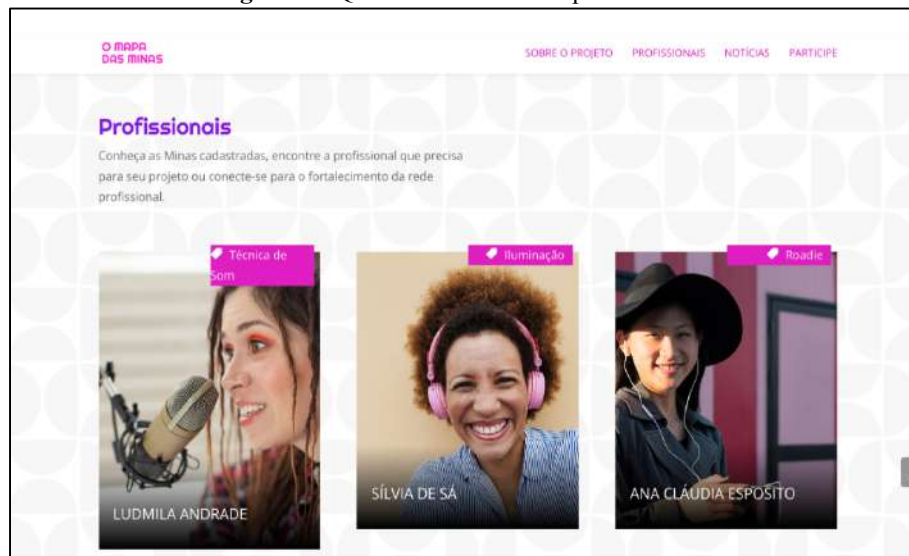 O MAPA
DAS MINAS
SOBRE O PROJETO PROFISSIONAIS NOTÍCIAS PARTICIPE
Profissionais
Conheça as Minas cadastradas, encontre a profissional que precisa
para seu projeto ou conecte-se para o fortalecimento da rede
profissional.
Técnica de
Som
Iluminação
Roadie
LUDMILA ANDRADE
SÍLVIA DE SÁ
ANA CLÁUDIA ESPOSITO